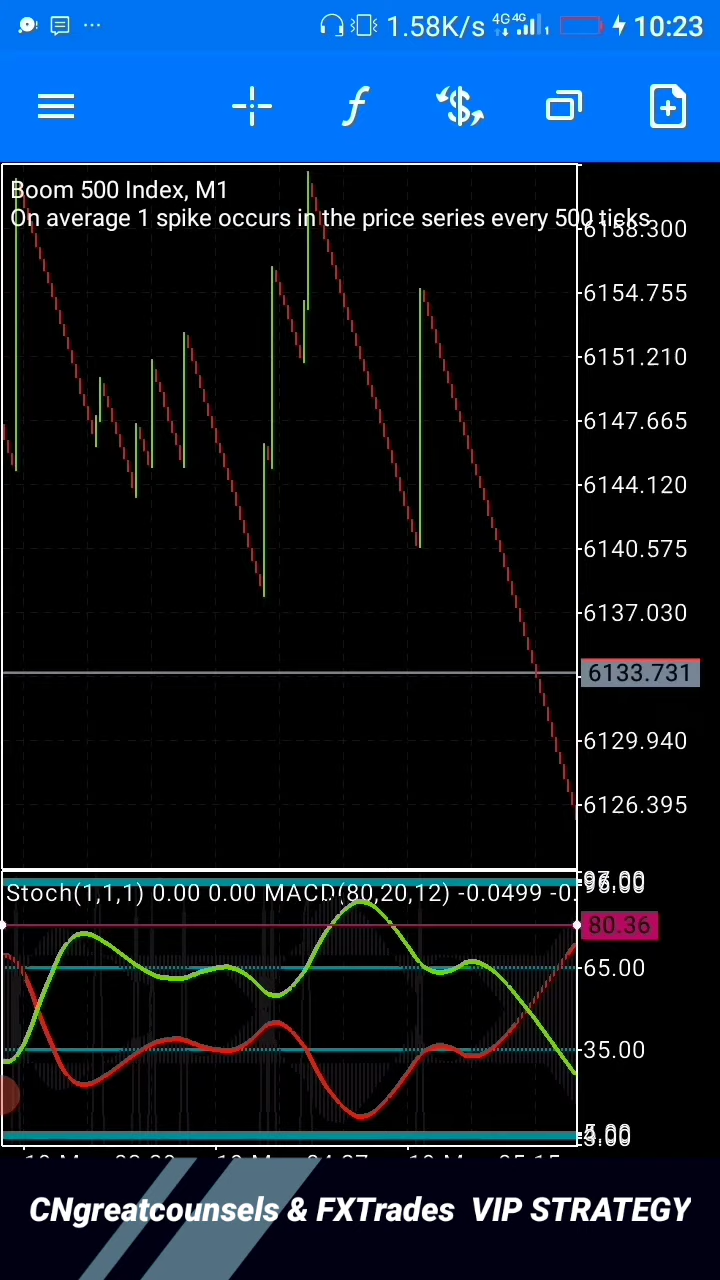 1.58K/s 4G 4G 10:23
f $
Boom 500 Index, M1
On average 1 spike occurs in the price series every 500 ticks
6158.300
6154.755
6151.210
6147.665
6144.120
6140.575
6137.030
6133.731
6129.940
6126.395
Stoch(1,1,1) 0.00 0.00 MACD(80,20,12) -0.0499 -0.
80.36
65.00
35.00
CNgreatcounsels & FXTrades VIP STRATEGY